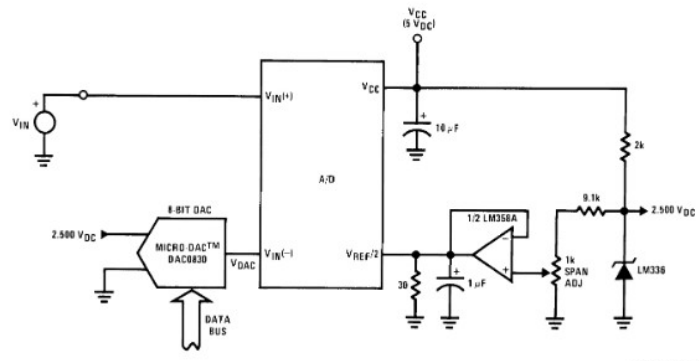 VCC
(5 VDC)
VIN(+)
VCC
+
VIN
+
10 µF
2k
A/D
8-BIT DAC
9.1k
1/2 LM358A
2.500 VDC
2.500 VDC
MICRO-DAC™
DAC0830
VDAC
VIN(−)
VREF/2
−
+
1k
SPAN
ADJ
LM336
30
+
1 µF
DATA
BUS